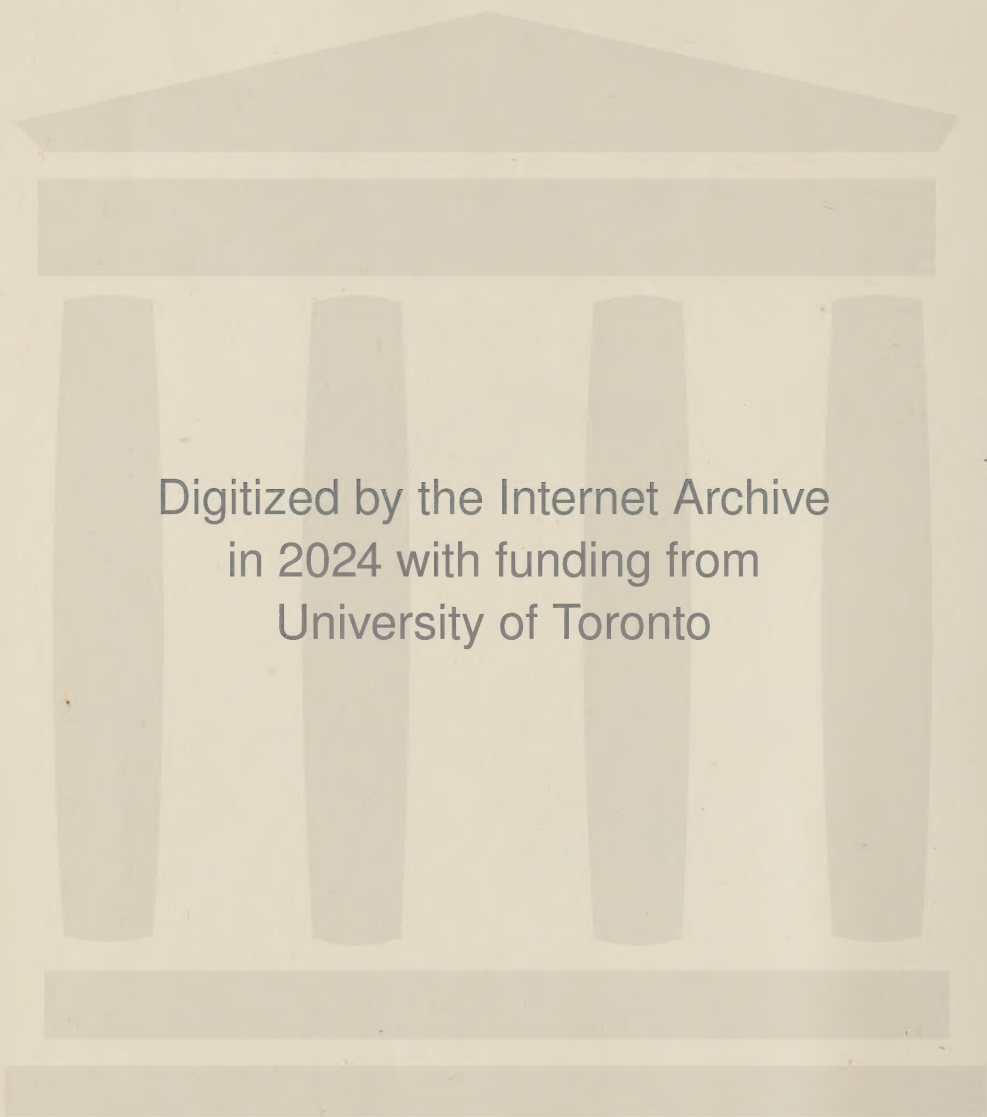 Digitized by the Internet Archive
in 2024 with funding from
University of Toronto